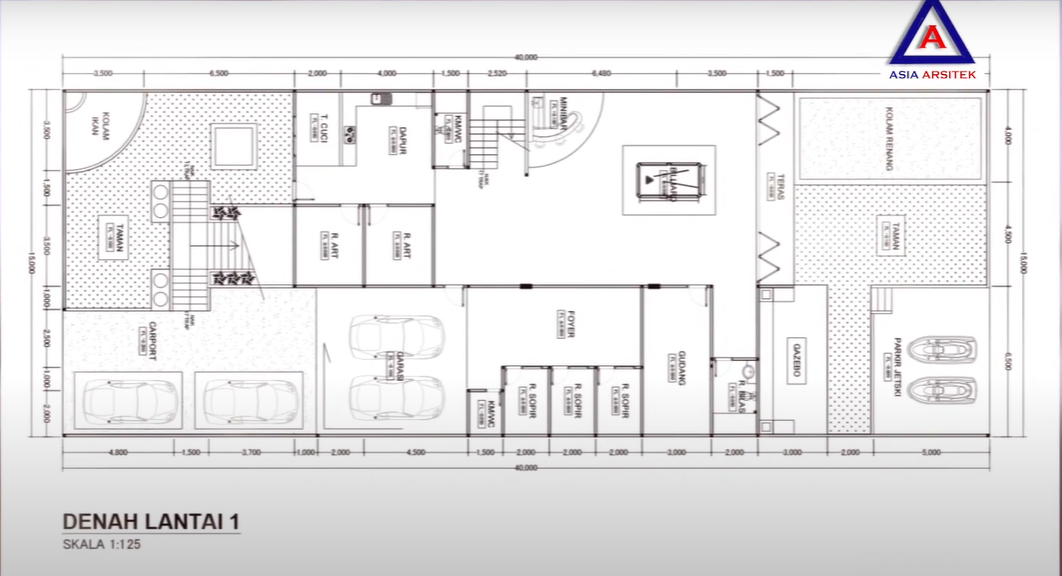 A
ASIA ARSITEK
40,000
3,500
6,500
2,000
4,000
1,500
2,520
6,480
3,500
1,500
KOLAM
IKAN
T. CUCI
DAPUR
KM/WC
MINIBAR
BILIARD
TERAS
KOLAM RENANG
3,500
1,500
3,500
1,000
2,500
1,000
2,000
15,000
4,000
4,500
6,500
15,000
TAMAN
R. ART
R. ART
TAMAN
CARPORT
GARASI
FOYER
GUDANG
GAZEBO
PARKIR JETSKI
KM/WC
R. SOPIR
R. SOPIR
R. SOPIR
R. BILAS
4,800
1,500
3,700
1,000
2,000
4,500
1,500
2,000
2,000
2,000
3,000
2,000
3,000
2,000
5,000
40,000
DENAH LANTAI 1
SKALA 1:125